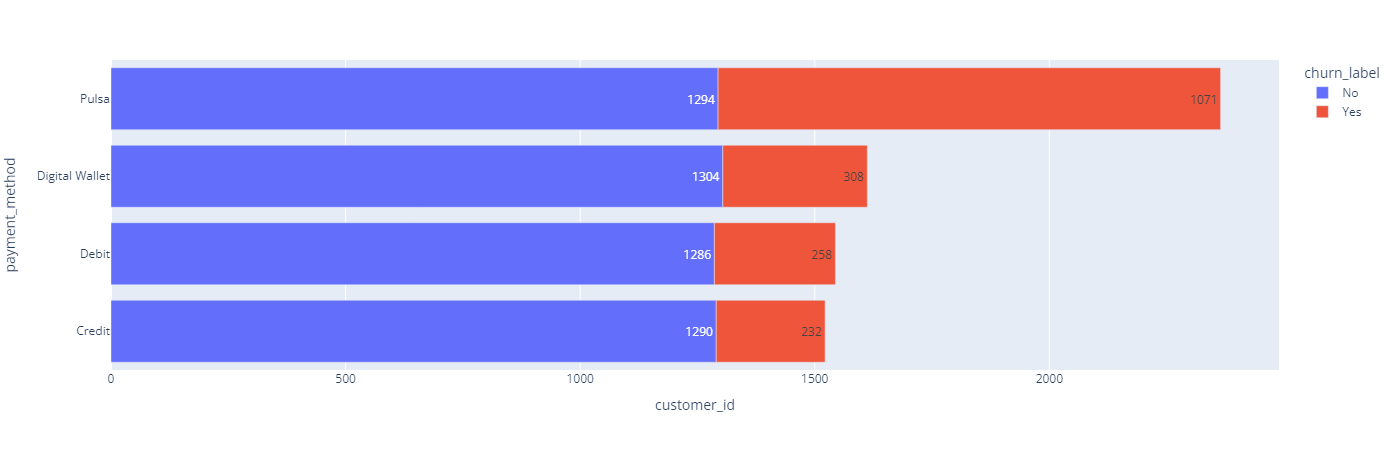 churn_label
No
Yes
payment_method
Pulsa
1294
1071
Digital Wallet
1304
308
Debit
1286
258
Credit
1290
232
0
500
1000
1500
2000
customer_id